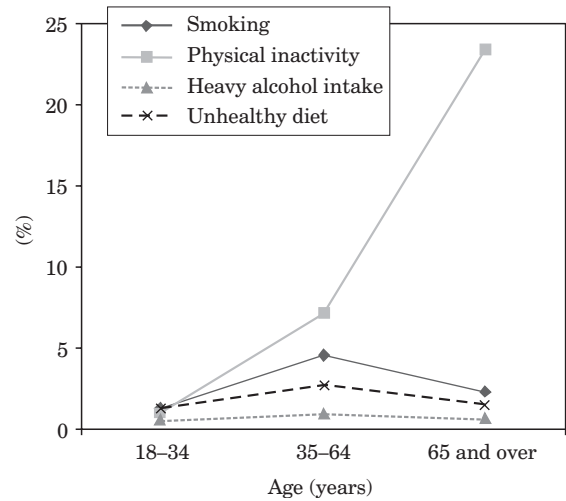 25
20
15
10
5
0
(%)
Smoking
Physical inactivity
Heavy alcohol intake
Unhealthy diet
18–34
35–64
65 and over
Age (years)